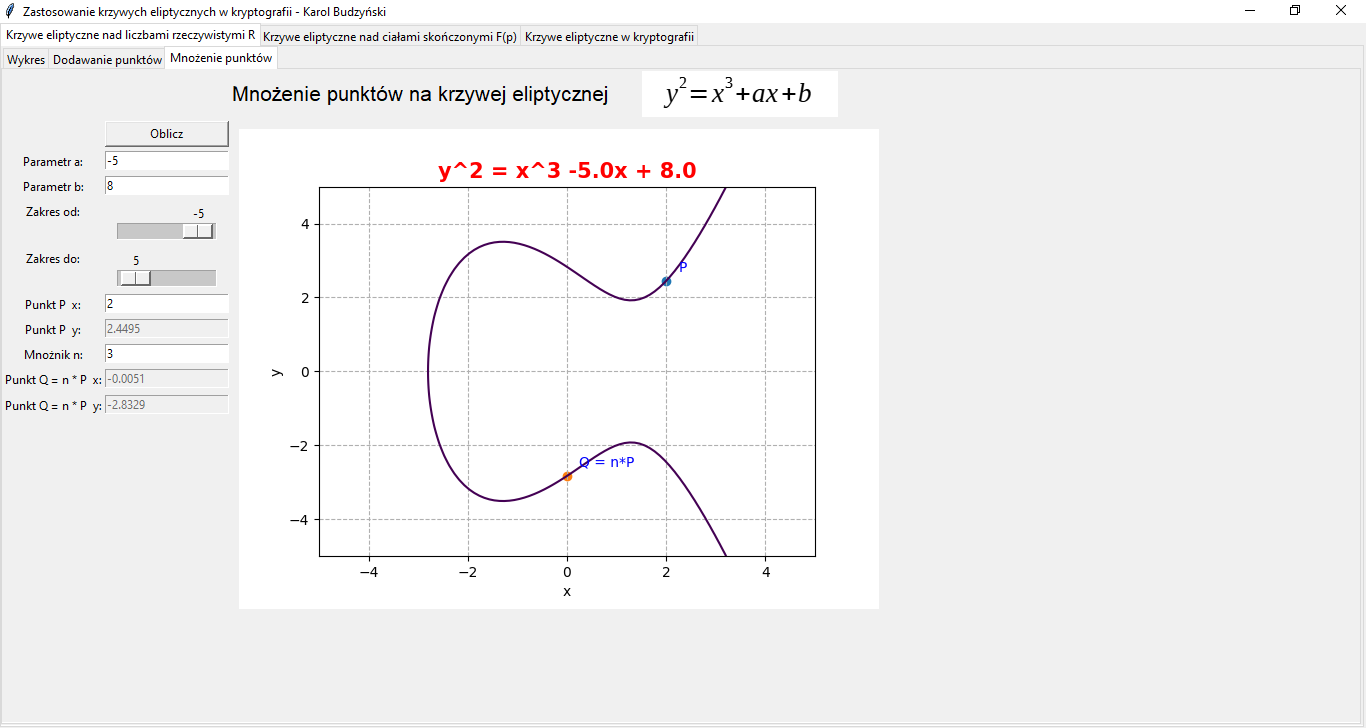 Zastosowanie krzywych eliptycznych w kryptografii - Karol Budzyński
Krzywe eliptyczne nad liczbami rzeczywistymi R Krzywe eliptyczne nad ciałami skończonymi F(p) Krzywe eliptyczne w kryptografii
Wykres Dodawanie punktów Mnożenie punktów
Mnożenie punktów na krzywej eliptycznej y²=x³+ax+b
Oblicz
Parametr a: -5
Parametr b: 8
Zakres od: -5
Zakres do: 5
Punkt P x: 2
Punkt P y: 2.4495
Mnożnik n: 3
Punkt Q = n * P x: -0.0051
Punkt Q = n * P y: -2.8329
y^2 = x^3 -5.0x + 8.0
4
2
0
−2
−4
y
P
Q = n*P
−4 −2 0 2 4
x